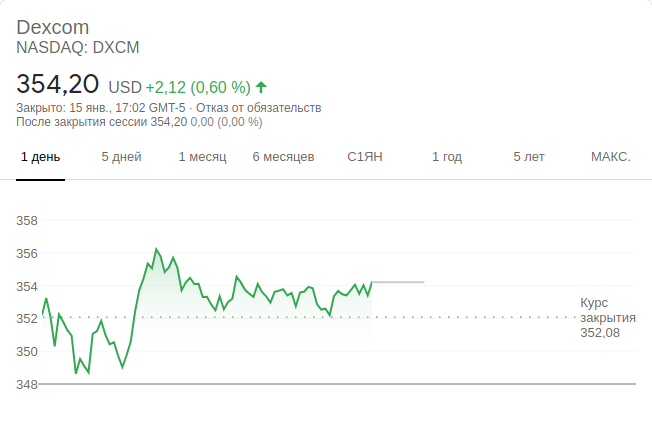 Dexcom
NASDAQ: DXCM
354,20 USD +2,12 (0,60 %)
Закрыто: 15 янв., 17:02 GMT-5 · Отказ от обязательств
После закрытия сессии 354,20 0,00 (0,00 %)
1 день 5 дней 1 месяц 6 месяцев С1ЯН 1 год 5 лет МАКС.
358
356
354
352
350
348
Курс
закрытия
352,08